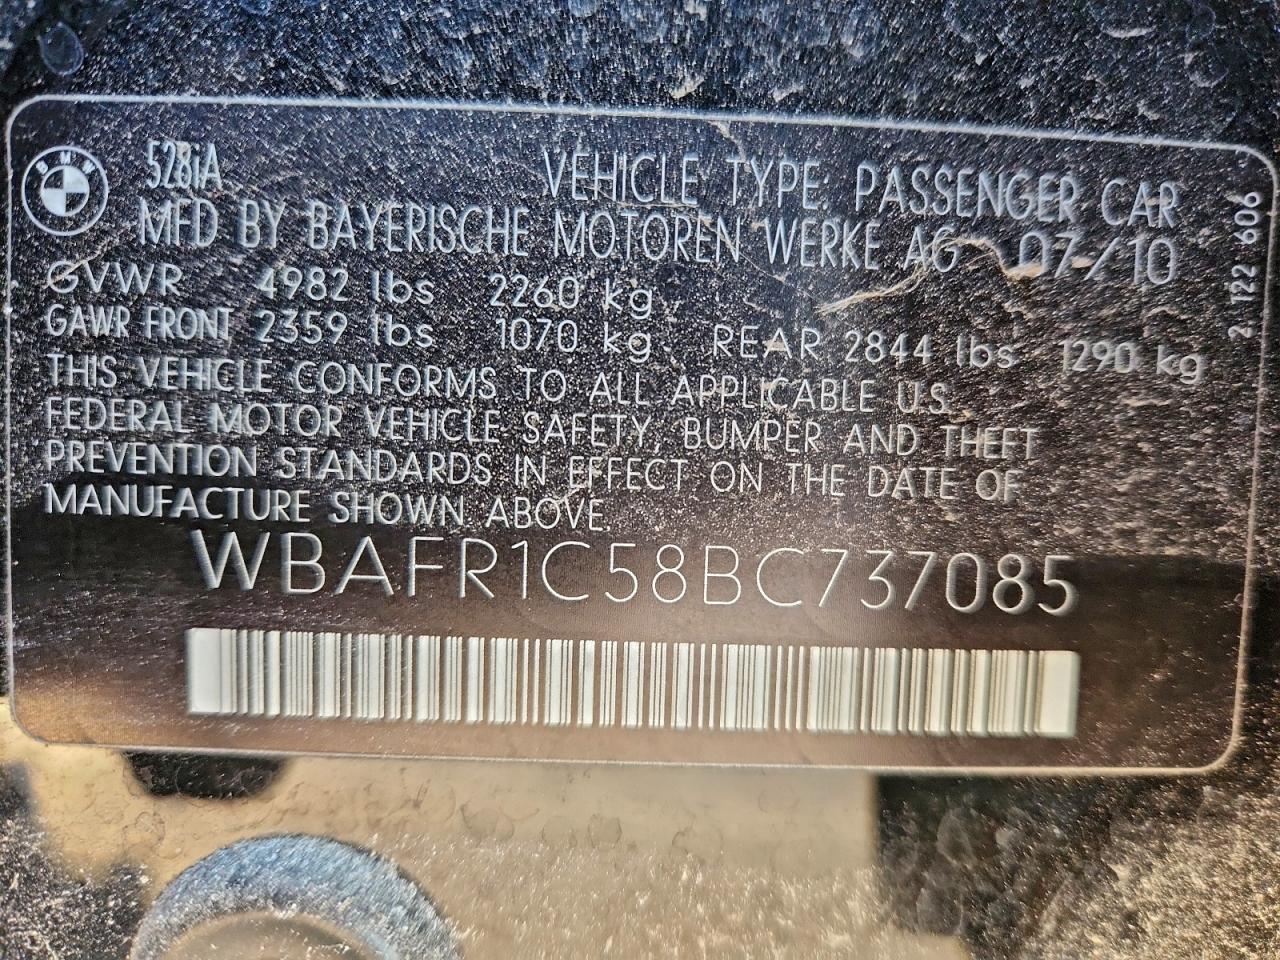 BMW
528iA VEHICLE TYPE: PASSENGER CAR
MFD BY BAYERISCHE MOTOREN WERKE AG 07/10
GVWR 4982 lbs 2260 kg
GAWR FRONT 2359 lbs 1070 kg REAR 2844 lbs 1290 kg
THIS VEHICLE CONFORMS TO ALL APPLICABLE U.S.
FEDERAL MOTOR VEHICLE SAFETY, BUMPER AND THEFT
PREVENTION STANDARDS IN EFFECT ON THE DATE OF
MANUFACTURE SHOWN ABOVE.
WBAFR1C58BC737085
2.122 606